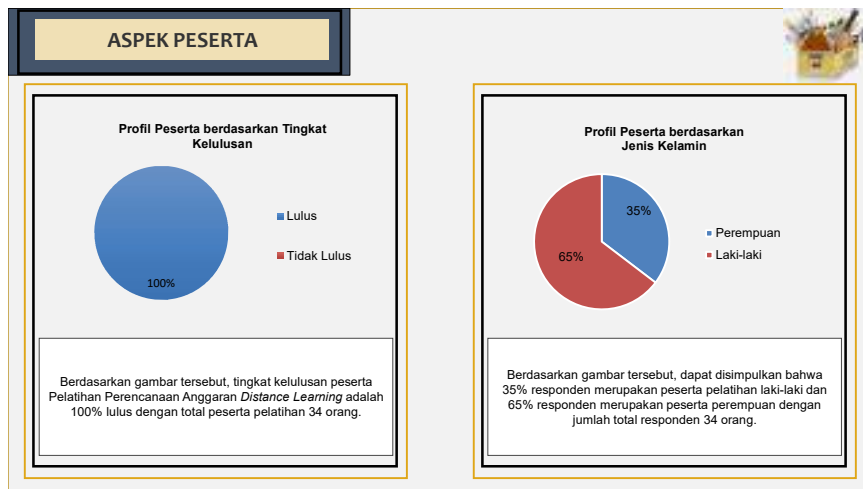 ASPEK PESERTA
Profil Peserta berdasarkan Tingkat
Kelulusan
Lulus
Tidak Lulus
100%
Berdasarkan gambar tersebut, tingkat kelulusan peserta
Pelatihan Perencanaan Anggaran Distance Learning adalah
100% lulus dengan total peserta pelatihan 34 orang.
Profil Peserta berdasarkan
Jenis Kelamin
35%
65%
Perempuan
Laki-laki
Berdasarkan gambar tersebut, dapat disimpulkan bahwa
35% responden merupakan peserta pelatihan laki-laki dan
65% responden merupakan peserta perempuan dengan
jumlah total responden 34 orang.